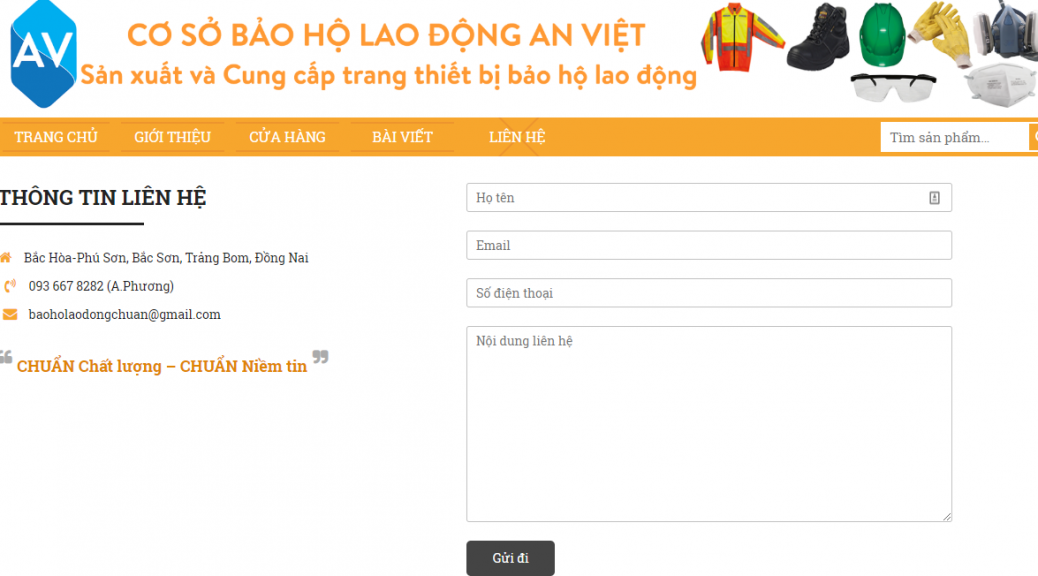 AV
CƠ SỞ BẢO HỘ LAO ĐỘNG AN VIỆT
Sản xuất và Cung cấp trang thiết bị bảo hộ lao động
TRANG CHỦ GIỚI THIỆU CỬA HÀNG BÀI VIẾT LIÊN HỆ Tìm sản phẩm...
THÔNG TIN LIÊN HỆ
Bắc Hòa-Phú Sơn, Bắc Sơn, Trảng Bom, Đồng Nai
093 667 8282 (A.Phương)
baoholaodongchuan@gmail.com
“ CHUẨN Chất lượng – CHUẨN Niềm tin ”
Họ tên
Email
Số điện thoại
Nội dung liên hệ
Gửi đi